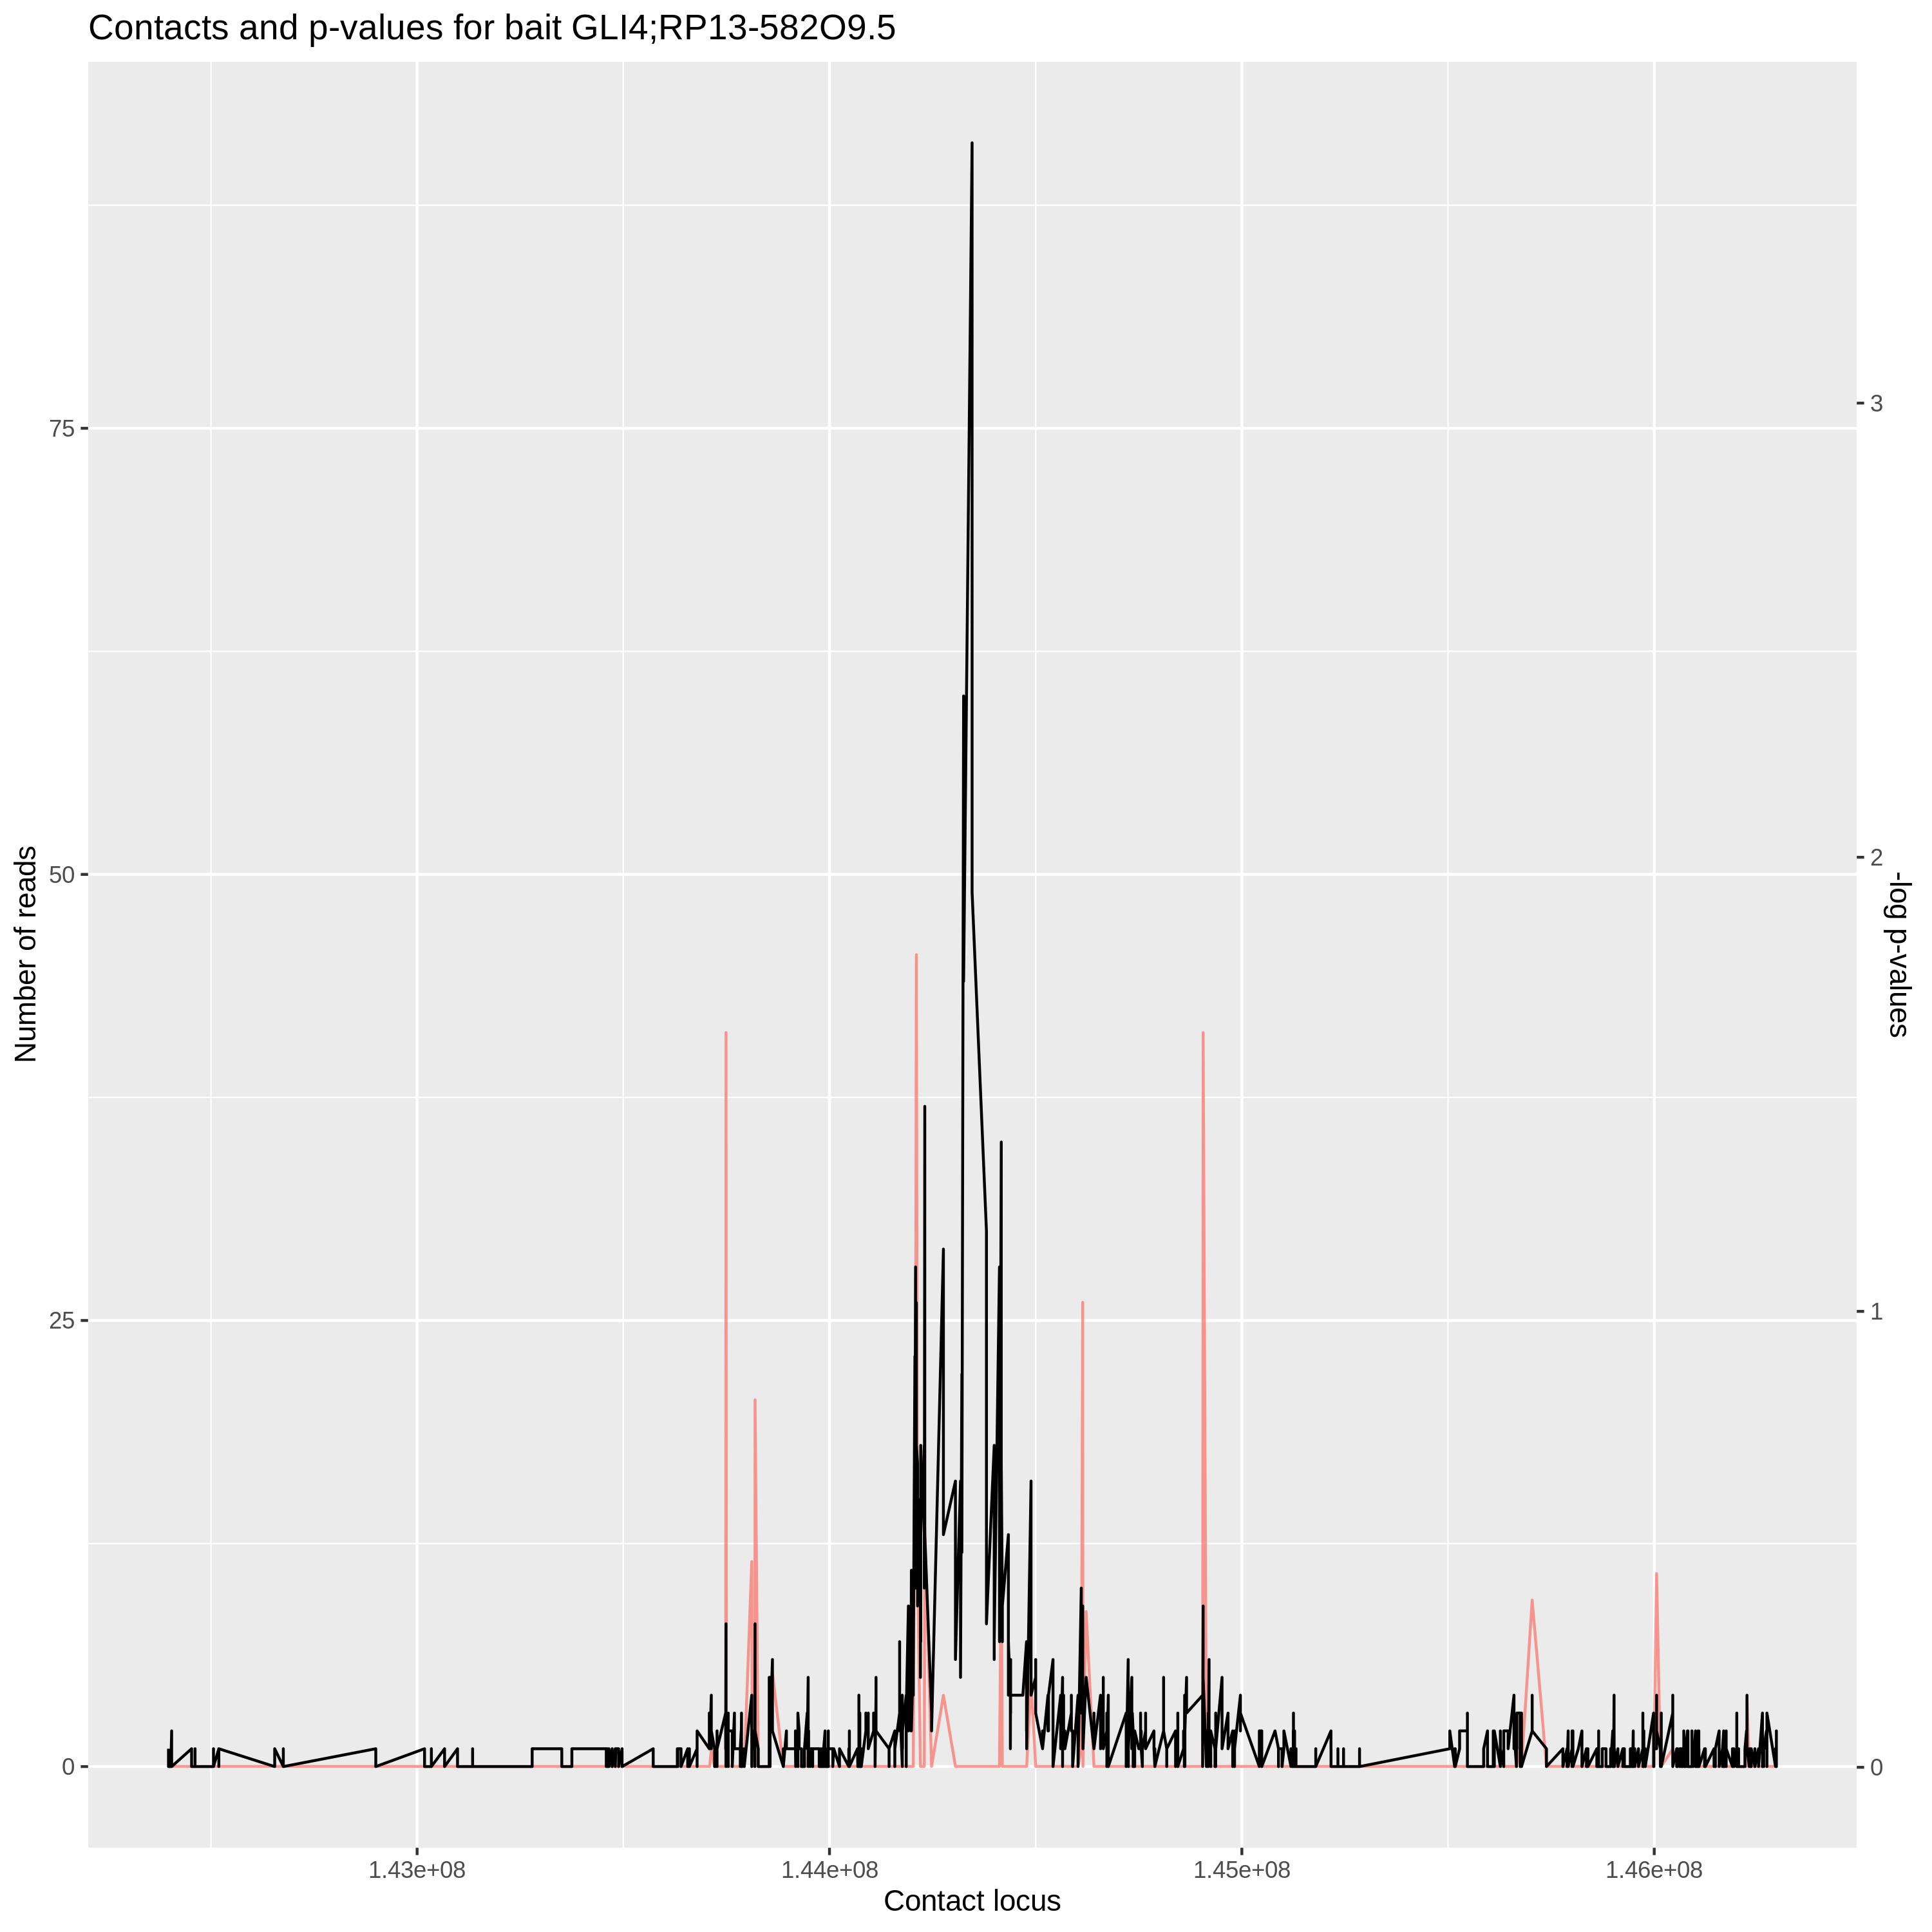 Contacts and p-values for bait GLI4;RP13-582O9.5
Number of reads
75
50
25
0
3
2
1
0
-log p-values
1.43e+08
1.44e+08
1.45e+08
1.46e+08
Contact locus